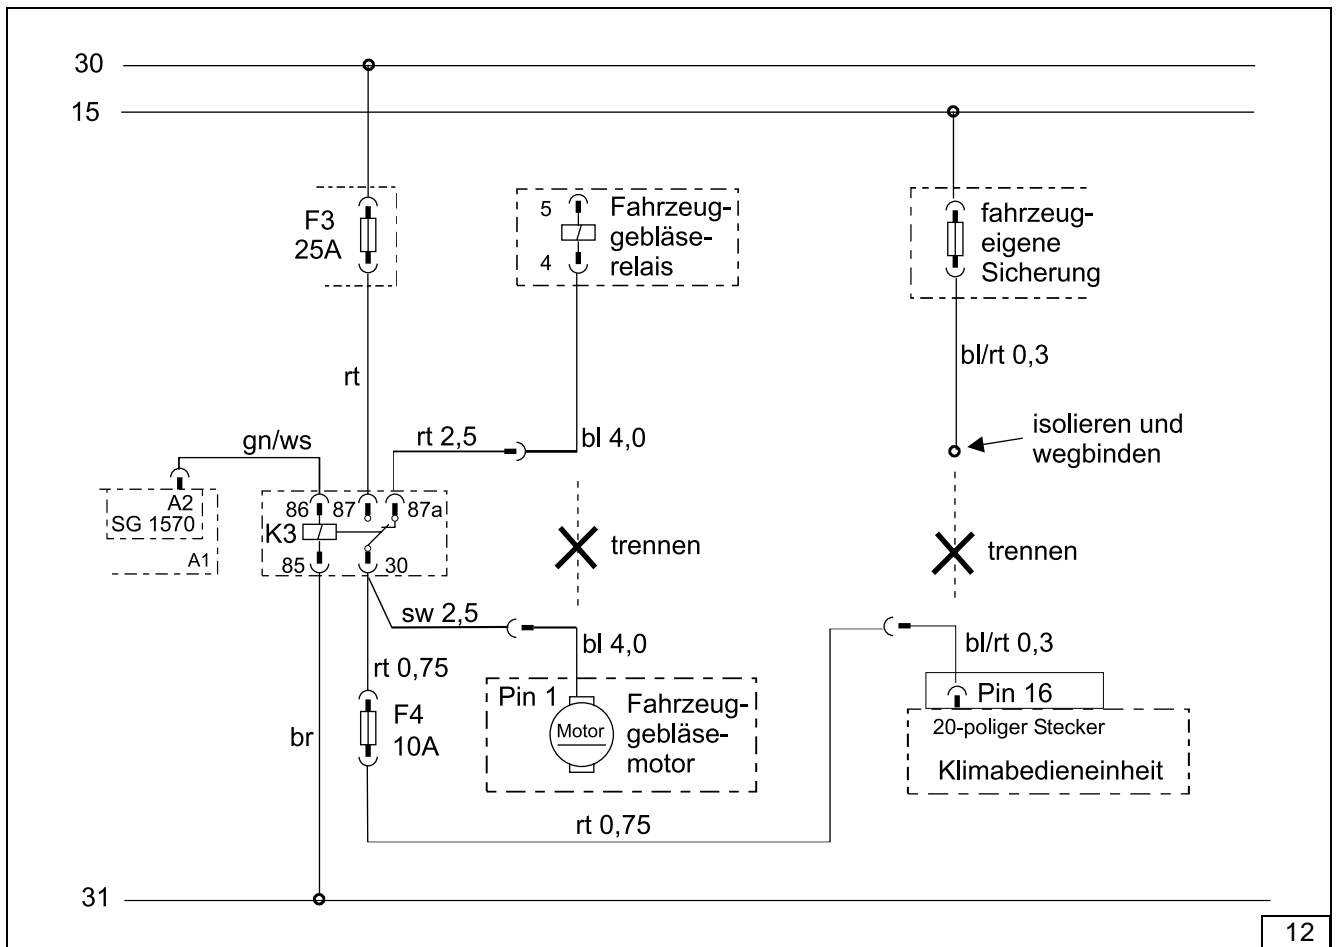 30
15
F3
25A
5
4
Fahrzeug-
gebläse-
relais
fahrzeug-
eigene
Sicherung
rt
bl/rt 0,3
gn/ws
rt 2,5
bl 4,0
isolieren und
wegbinden
A2
SG 1570
A1
86
87
87a
K3
85
30
trennen
trennen
sw 2,5
bl 4,0
bl/rt 0,3
rt 0,75
Pin 1
Motor
Fahrzeug-
gebläse-
motor
Pin 16
20-poliger Stecker
Klimabedieneinheit
F4
10A
br
rt 0,75
31
12